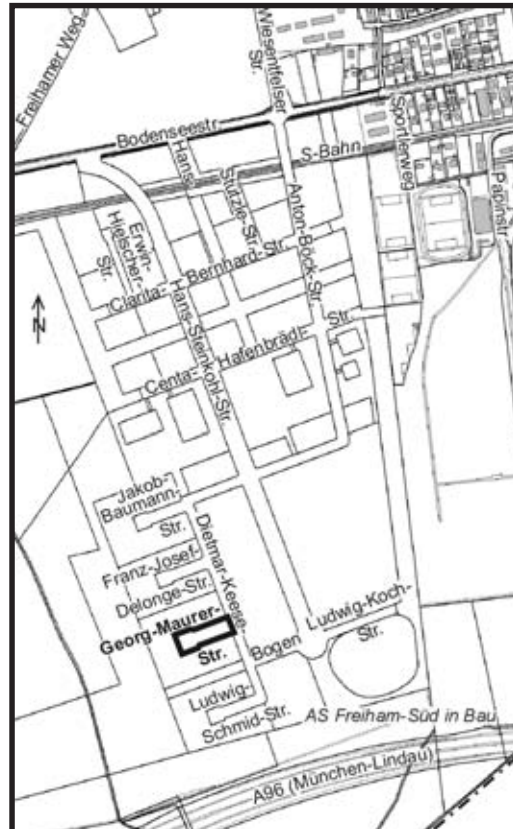 Freihamer Weg
Wiesentfelser
Str.
Bodenseestr.
S-Bahn
Sportlerweg
Papinstr.
Hans-
Stützle-Str.
Anton-Böck-Str.
Erwin-
Hielscher-
Str.
Clarita-
Bernhard-
Str.
Hans-Steinkohl-Str.
N
Centa-
Hafenbrädl-
Str.
Jakob-
Baumann-
Str.
Franz-Josef-
Delonge-Str.
Dietmar-Keese-
Bogen
Georg-Maurer-
Str.
Ludwig-Koch-
Str.
Ludwig-
Schmid-Str.
AS Freiham-Süd in Bau
A96 (München-Lindau)